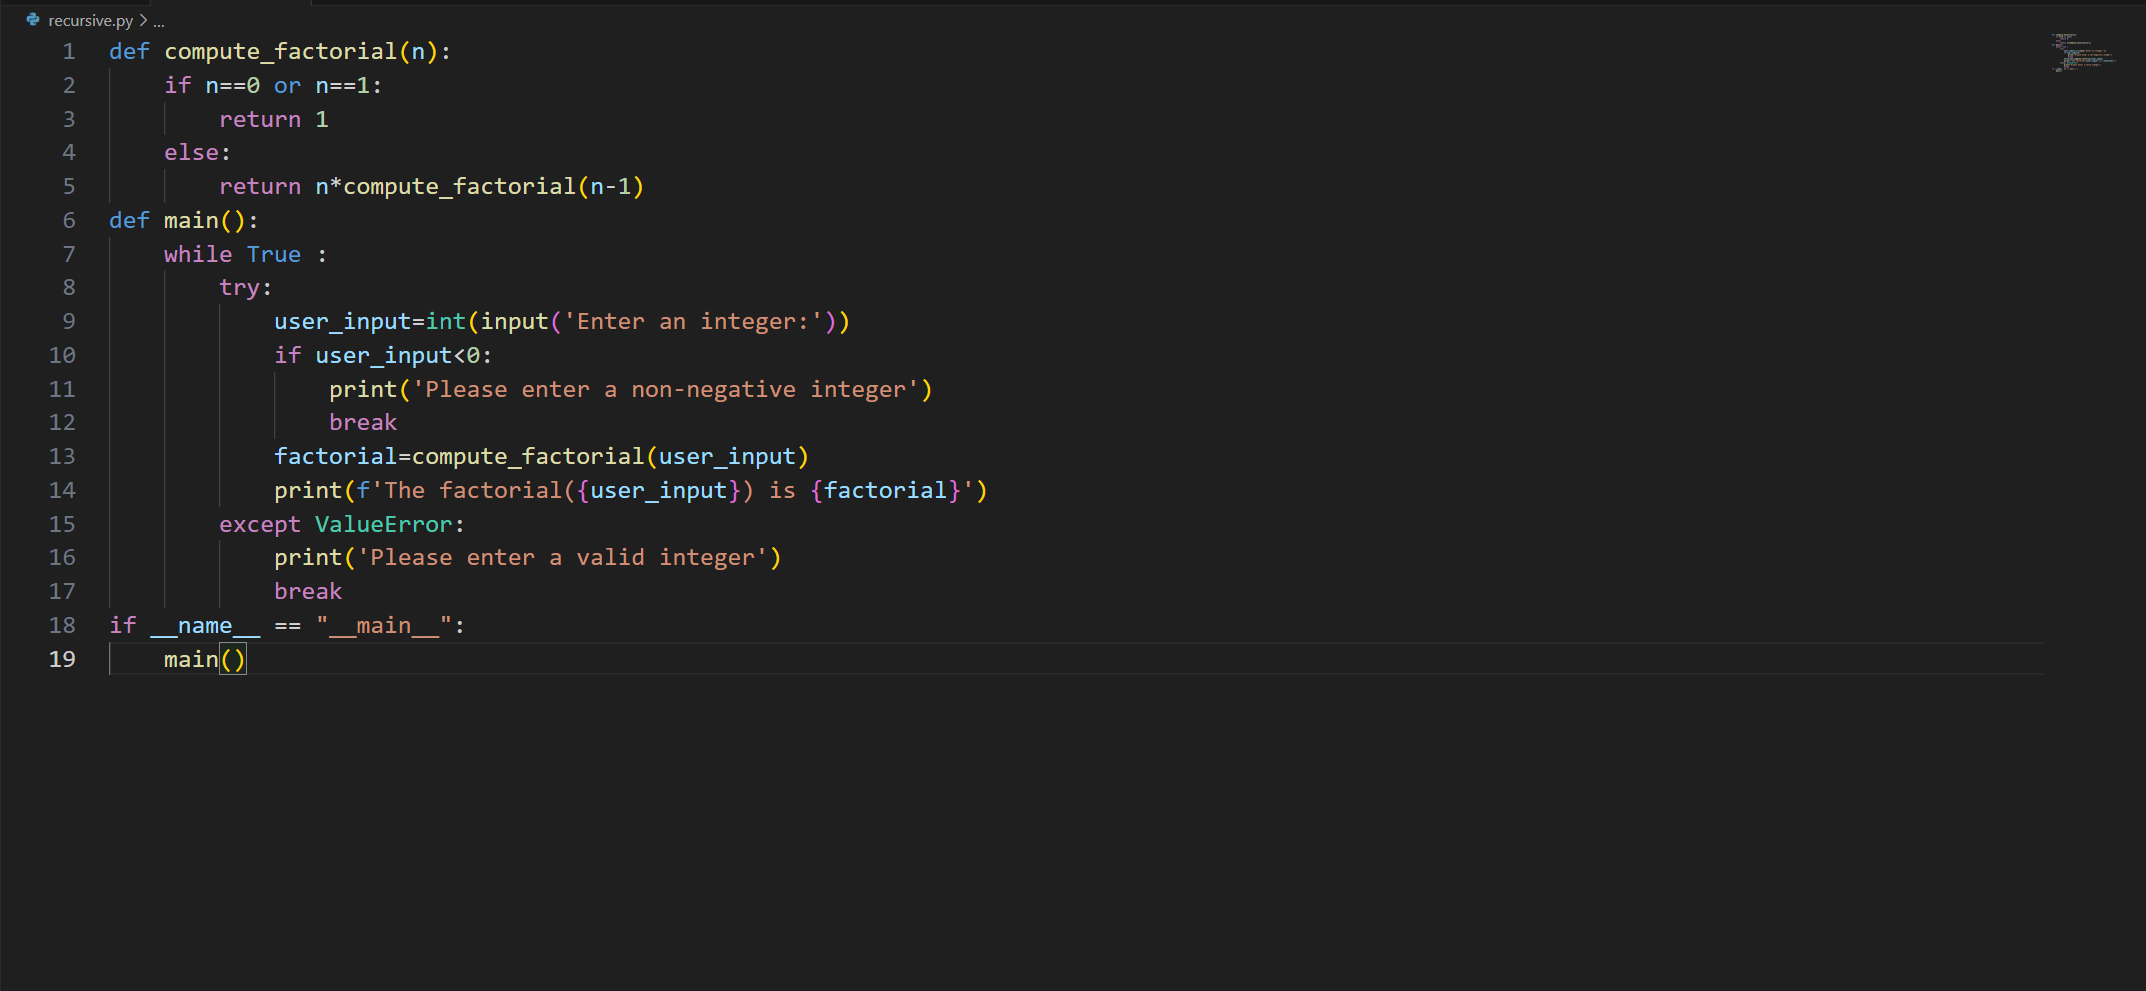 recursive.py > ...
1 def compute_factorial(n):
2     if n==0 or n==1:
3         return 1
4     else:
5         return n*compute_factorial(n-1)
6 def main():
7     while True :
8         try:
9             user_input=int(input('Enter an integer:'))
10             if user_input<0:
11                 print('Please enter a non-negative integer')
12                 break
13             factorial=compute_factorial(user_input)
14             print(f'The factorial({user_input}) is {factorial}')
15         except ValueError:
16             print('Please enter a valid integer')
17             break
18 if __name__ == "__main__":
19     main()